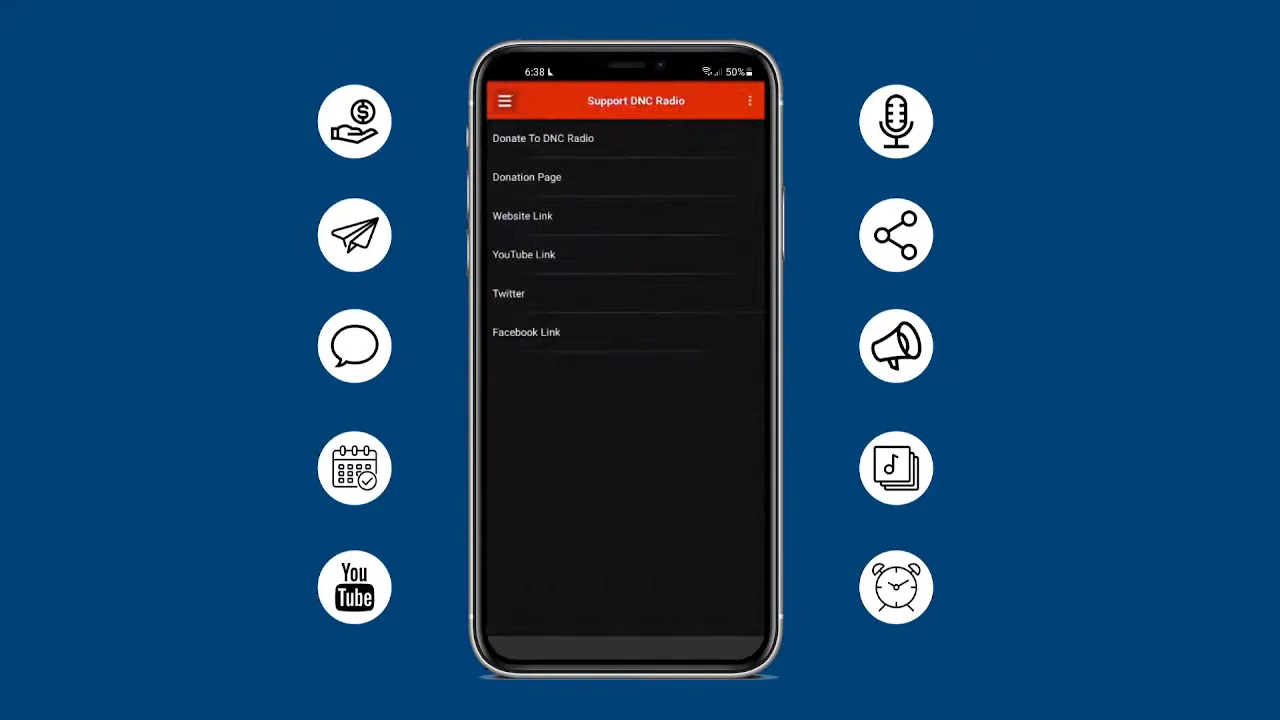 6:38
50%
Support DNC Radio
Donate To DNC Radio
Donation Page
Website Link
YouTube Link
Twitter
Facebook Link
You
Tube